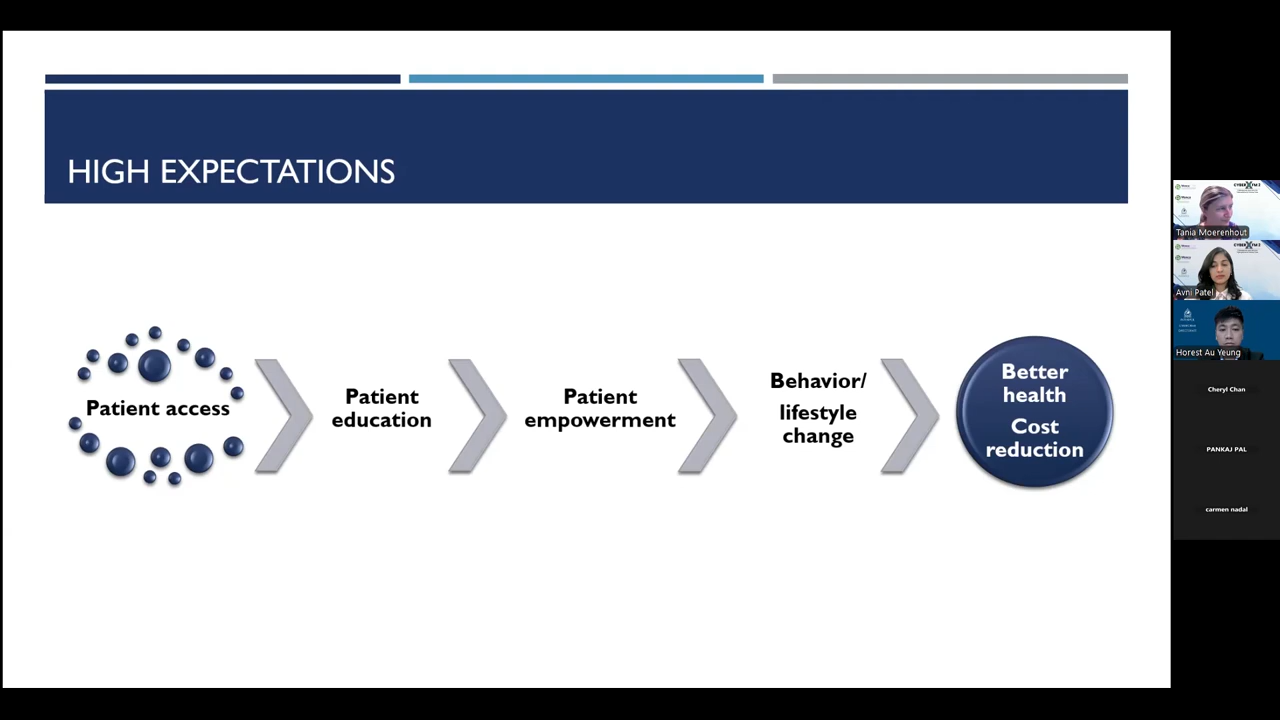 HIGH EXPECTATIONS
Patient access
Patient
education
Patient
empowerment
Behavior/
lifestyle
change
Better
health
Cost
reduction
Tania Moerenhout
Avni Patel
Horest Au Yeung
Cheryl Chan
PANKAJ PAL
carmen nadal